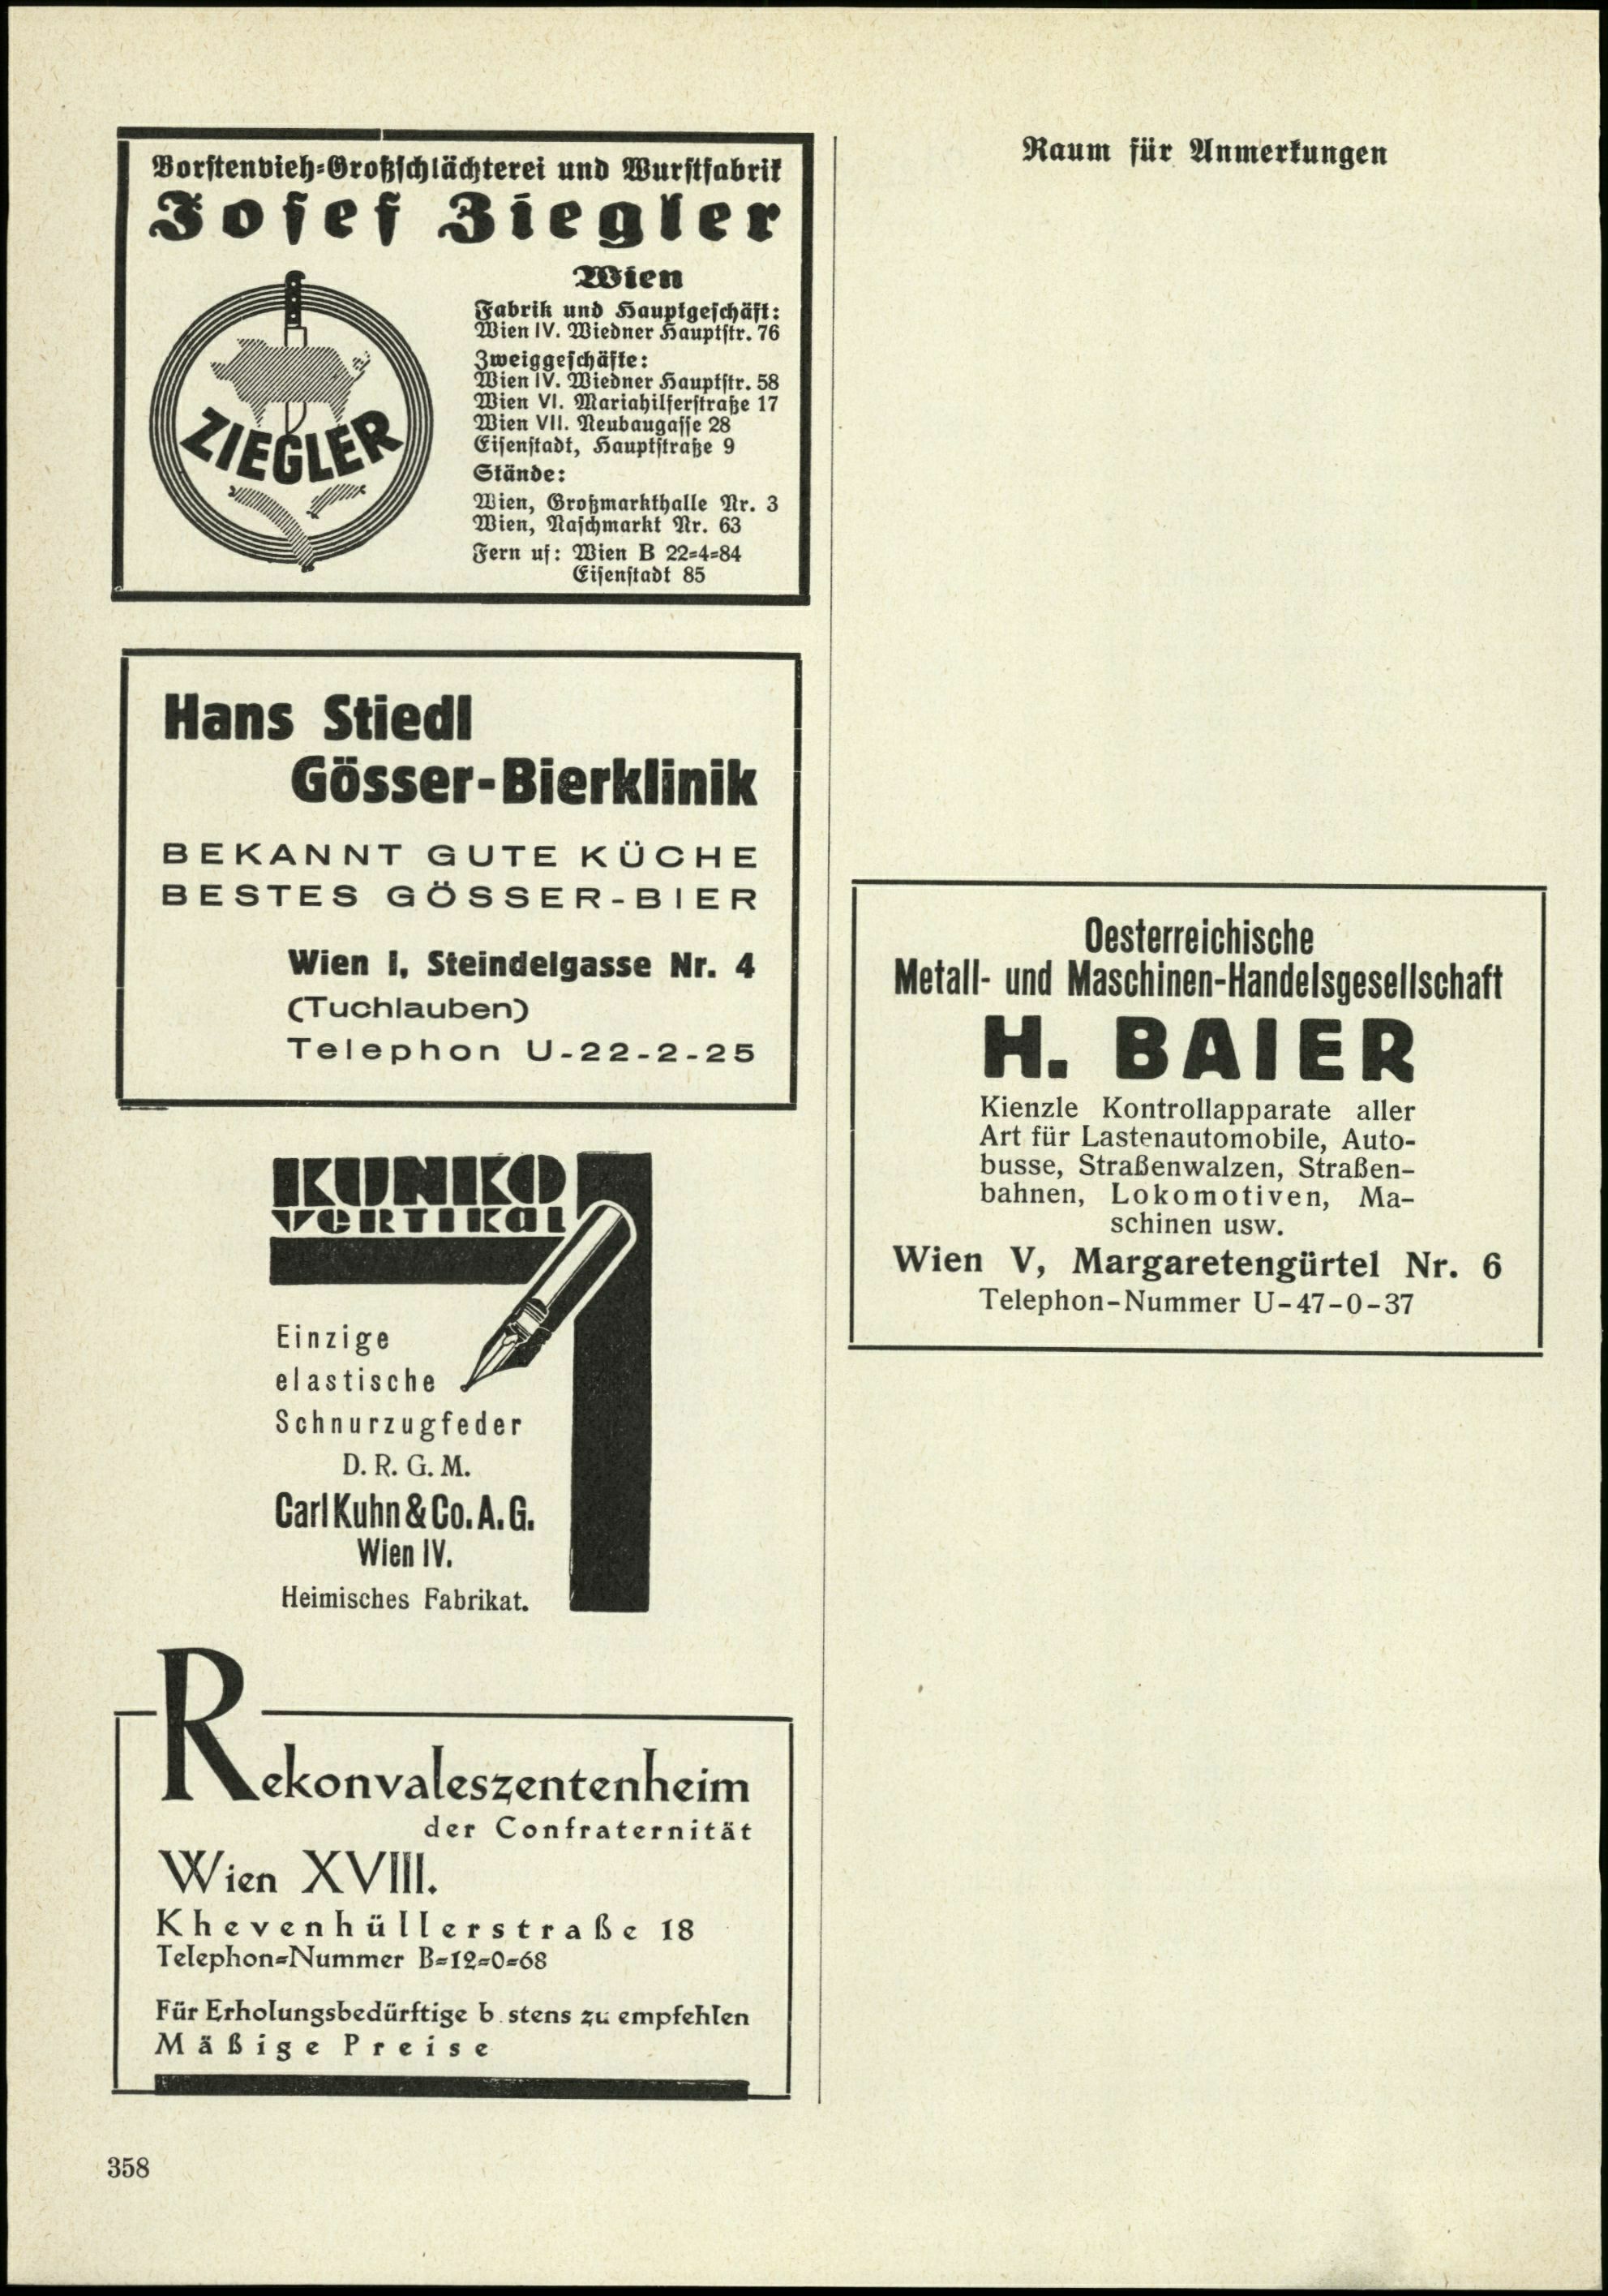 Borstenvieh-Großschlächterei und Wurstfabrik
Josef Ziegler
Wien
Fabrik und Hauptgeschäft:
Wien IV. Wiedner Hauptstr. 76
Zweiggeschäfte:
Wien IV. Wiedner Hauptstr. 58
Wien VI. Mariahilferstraße 17
Wien VII. Neubaugasse 28
Eisenstadt, Hauptstraße 9
Stände:
Wien, Großmarkthalle Nr. 3
Wien, Naschmarkt Nr. 63
Fern uf: Wien B 22-4-84
Eisenstadt 85
ZIEGLER
Hans Stiedl
Gösser-Bierklinik
BEKANNT GUTE KÜCHE
BESTES GÖSSER-BIER
Wien I, Steindelgasse Nr. 4
(Tuchlauben)
Telephon U-22-2-25
KUNKO
VERTIKAL
Einzige
elastische
Schnurzugfeder
D. R. G. M.
Carl Kuhn & Co. A. G.
Wien IV.
Heimisches Fabrikat.
Rekonvaleszentenheim
der Confraternität
Wien XVIII.
Khevenhüllerstraße 18
Telephon-Nummer B-12-0-68
Für Erholungsbedürftige b stens zu empfehlen
Mäßige Preise
358
Raum für Anmerkungen
Oesterreichische
Metall- und Maschinen-Handelsgesellschaft
H. BAIER
Kienzle Kontrollapparate aller
Art für Lastenautomobile, Auto-
busse, Straßenwalzen, Straßen-
bahnen, Lokomotiven, Ma-
schinen usw.
Wien V, Margaretengürtel Nr. 6
Telephon-Nummer U-47-0-37